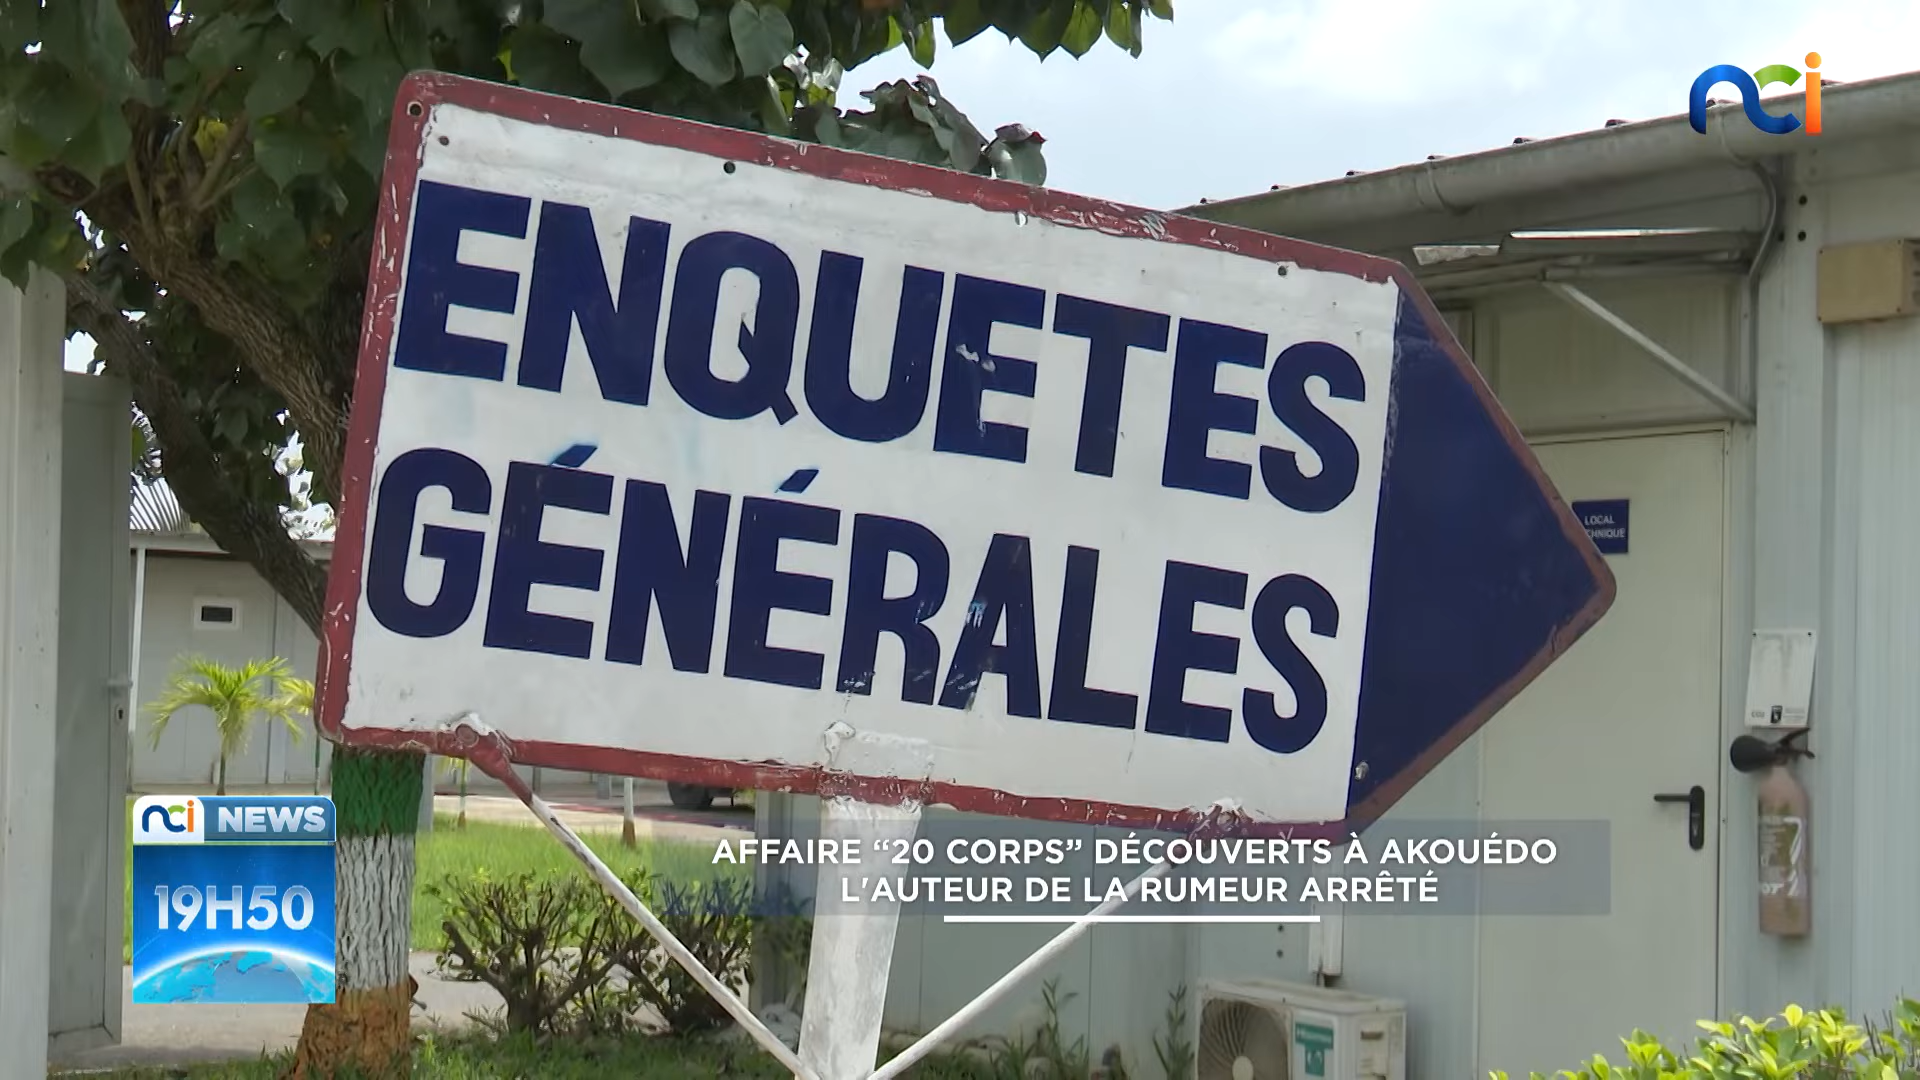 nci
ENQUETES
GÉNÉRALES
LOCAL
nci NEWS
19H50
AFFAIRE “20 CORPS” DÉCOUVERTS À AKOUÉDO
L'AUTEUR DE LA RUMEUR ARRÊTÉ